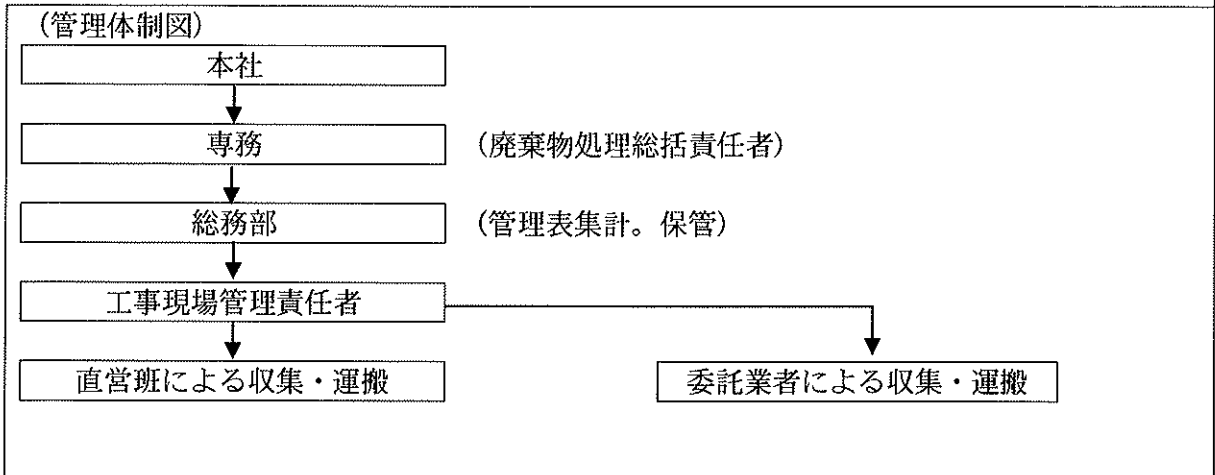 (管理体制図)
本社
専務 (廃棄物処理総括責任者)
総務部 (管理表集計。保管)
工事現場管理責任者
直営班による収集・運搬 委託業者による収集・運搬